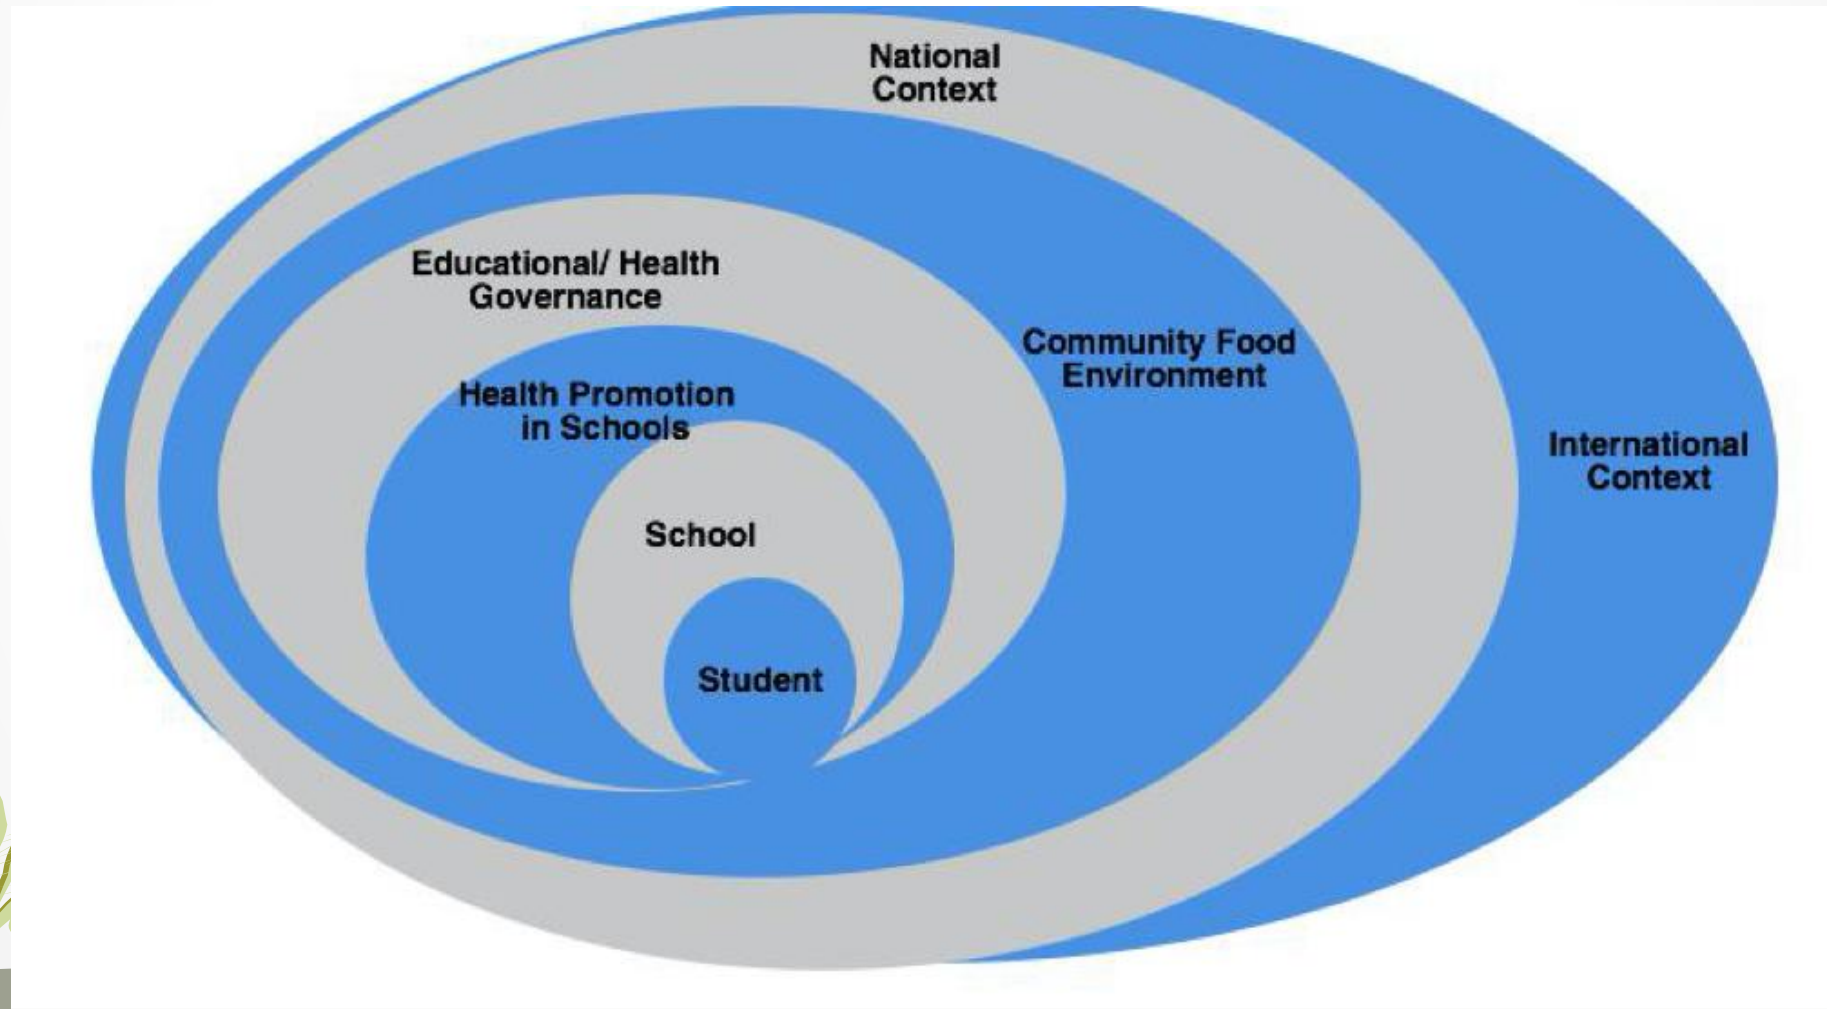 National
Context
Educational/ Health
Governance
Community Food
Environment
Health Promotion
in Schools
International
Context
School
Student